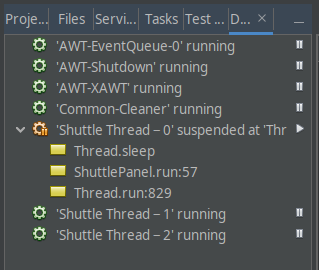 Proje... Files Servi... Tasks Test ... D... ×
'AWT-EventQueue-0' running
'AWT-Shutdown' running
'AWT-XAWT' running
'Common-Cleaner' running
'Shuttle Thread – 0' suspended at 'Thr
Thread.sleep
ShuttlePanel.run:57
Thread.run:829
'Shuttle Thread – 1' running
'Shuttle Thread – 2' running